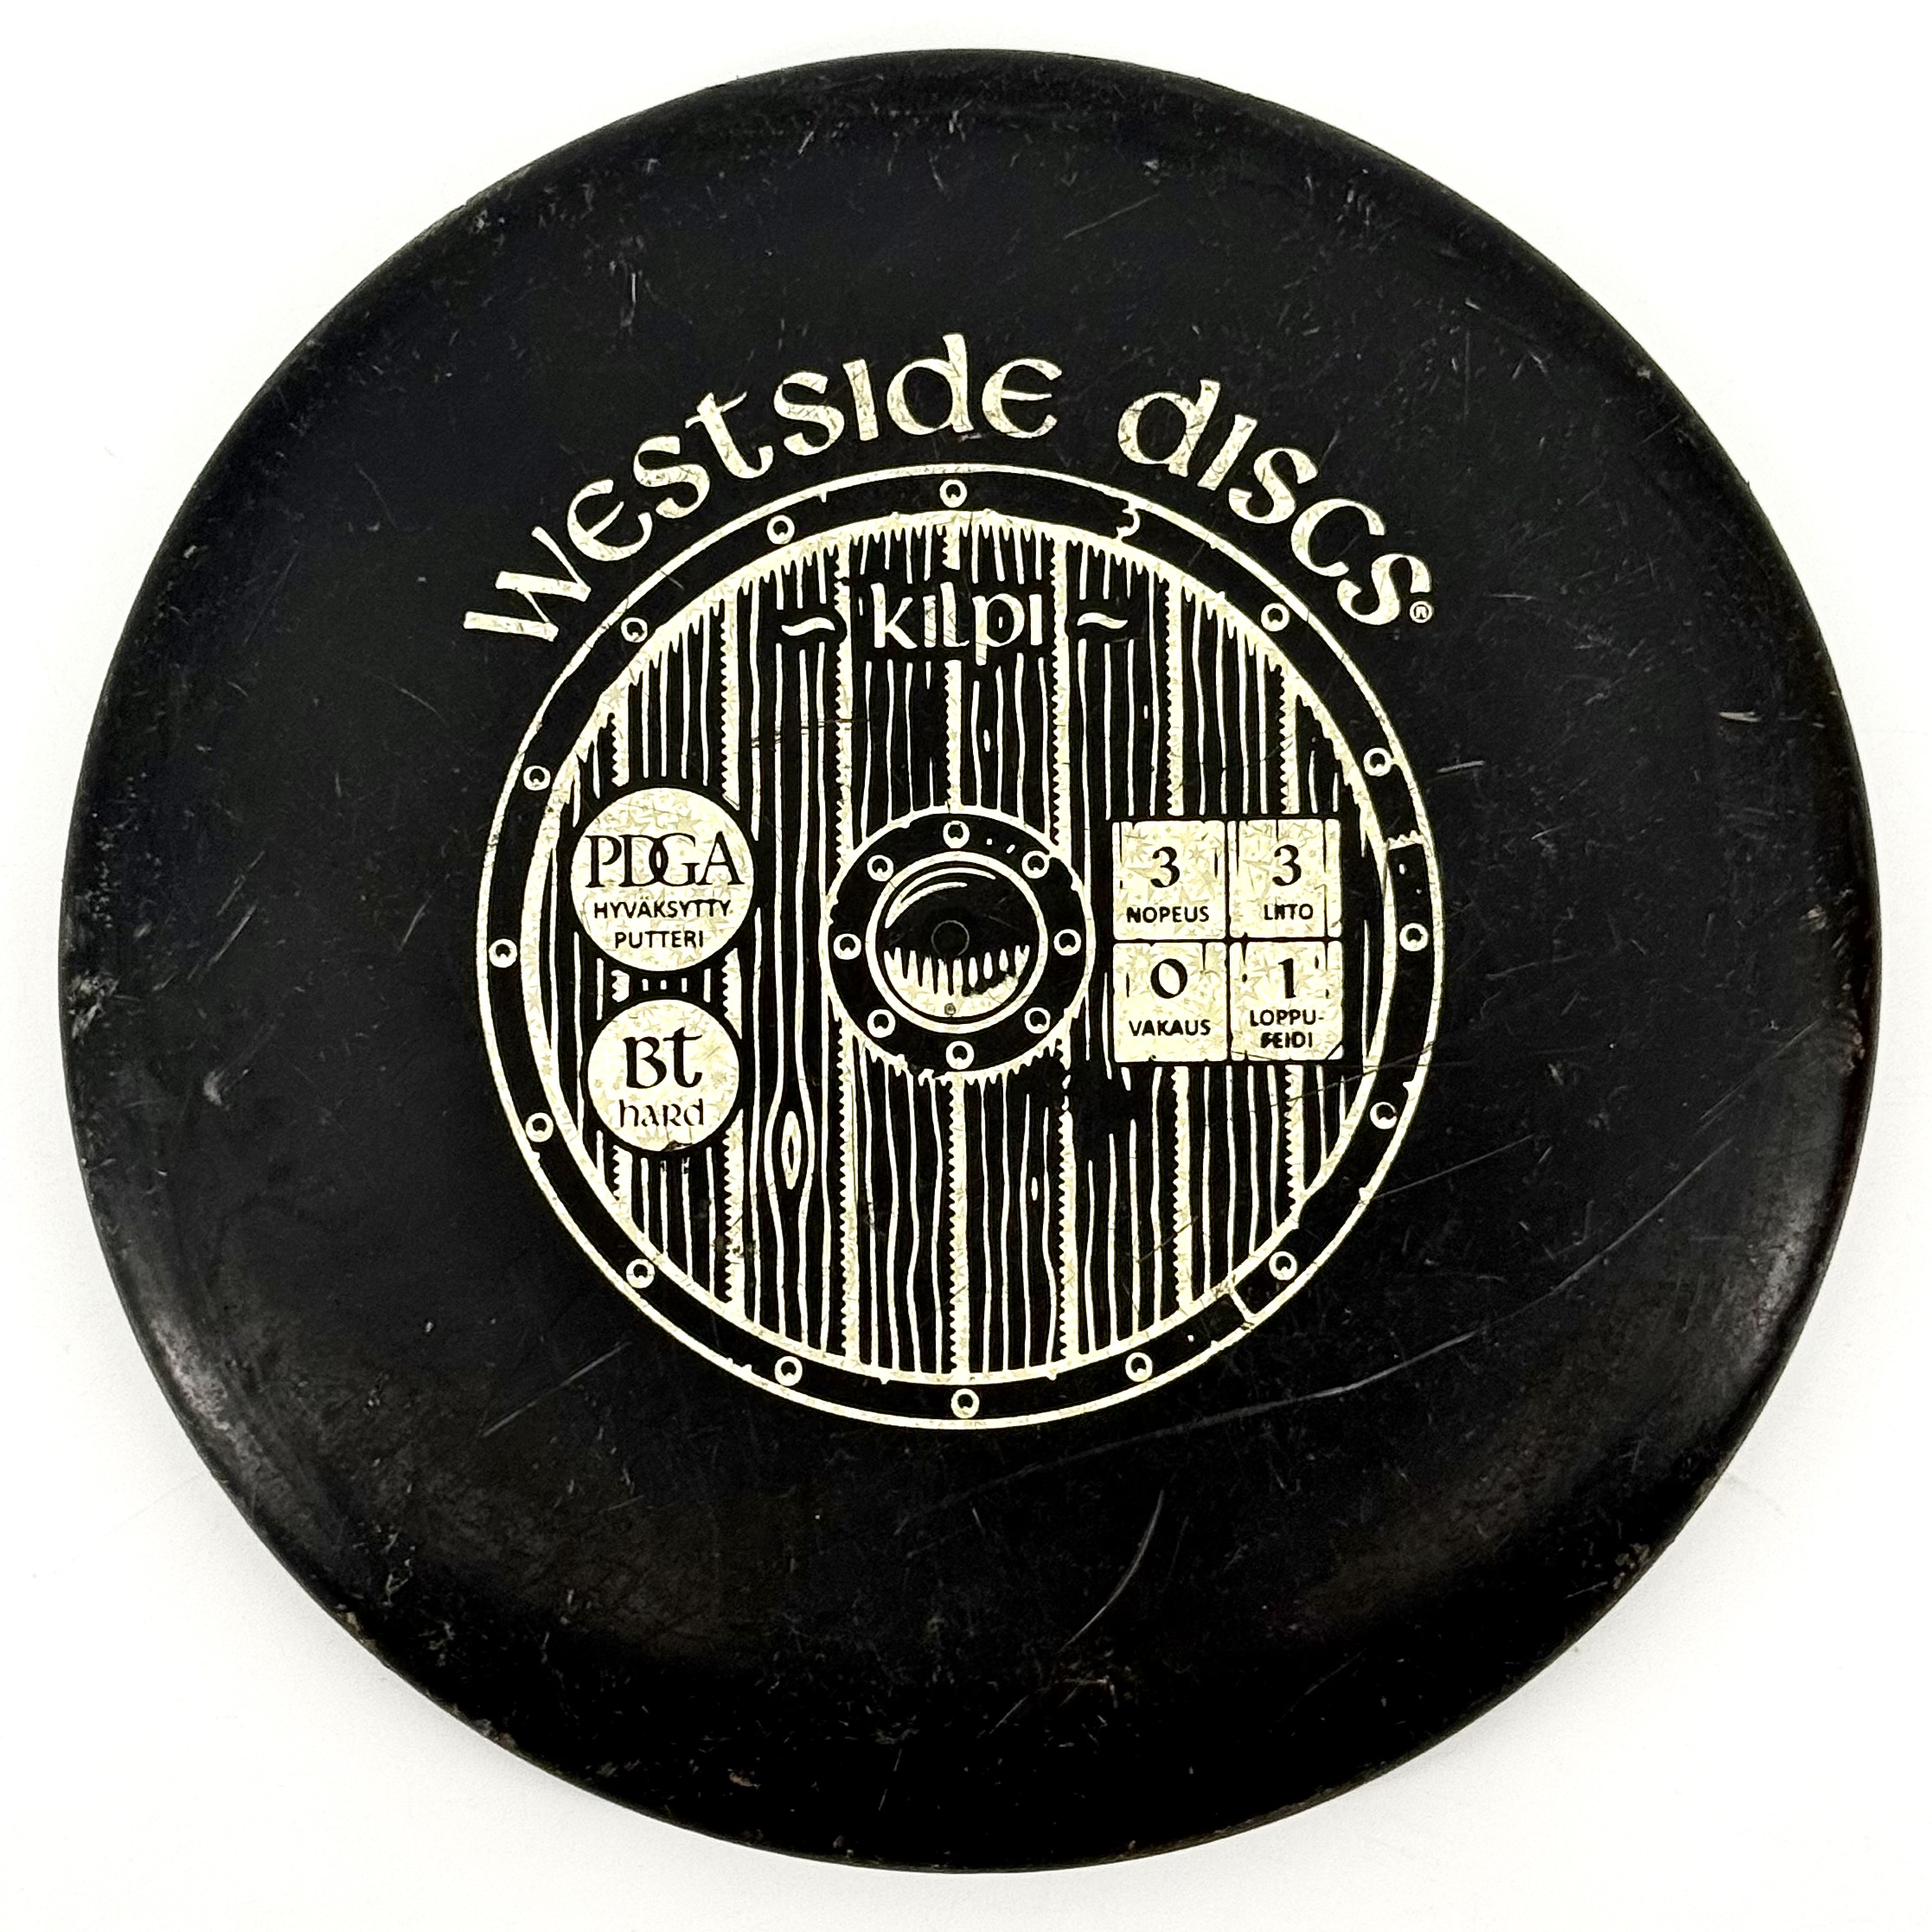 westside discs®
~ kilpi ~
PDGA
HYVÄKSYTTY
PUTTERI
Bt
hard
3 3
NOPEUS LIITO
0 1
VAKAUS LOPPU-
FEIDI